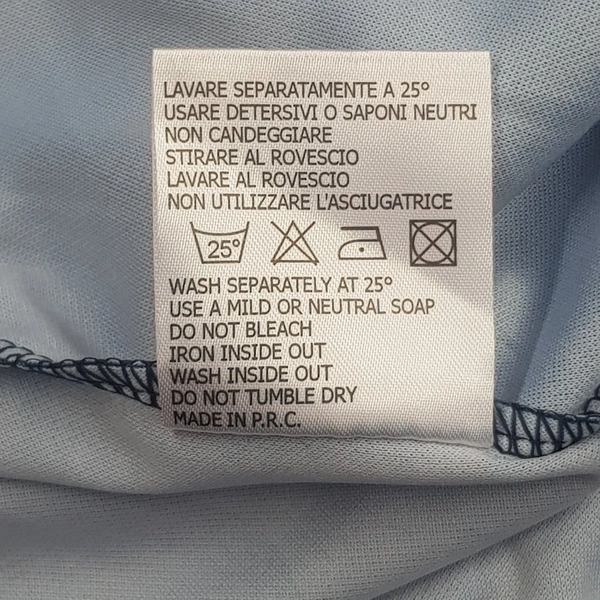 LAVARE SEPARATAMENTE A 25°
USARE DETERSIVI O SAPONI NEUTRI
NON CANDEGGIARE
STIRARE AL ROVESCIO
LAVARE AL ROVESCIO
NON UTILIZZARE L'ASCIUGATRICE
25°
WASH SEPARATELY AT 25°
USE A MILD OR NEUTRAL SOAP
DO NOT BLEACH
IRON INSIDE OUT
WASH INSIDE OUT
DO NOT TUMBLE DRY
MADE IN P.R.C.